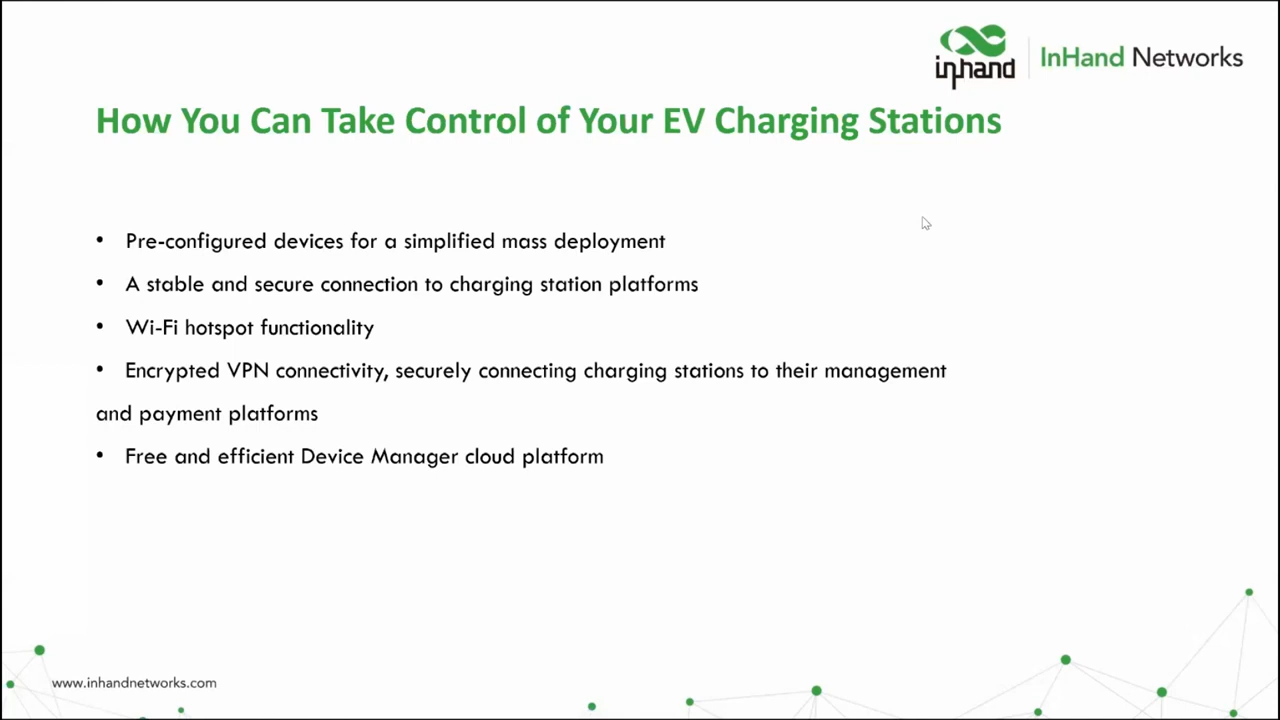 inhand
InHand Networks
How You Can Take Control of Your EV Charging Stations
• Pre-configured devices for a simplified mass deployment
• A stable and secure connection to charging station platforms
• Wi-Fi hotspot functionality
• Encrypted VPN connectivity, securely connecting charging stations to their management
and payment platforms
• Free and efficient Device Manager cloud platform
www.inhandnetworks.com